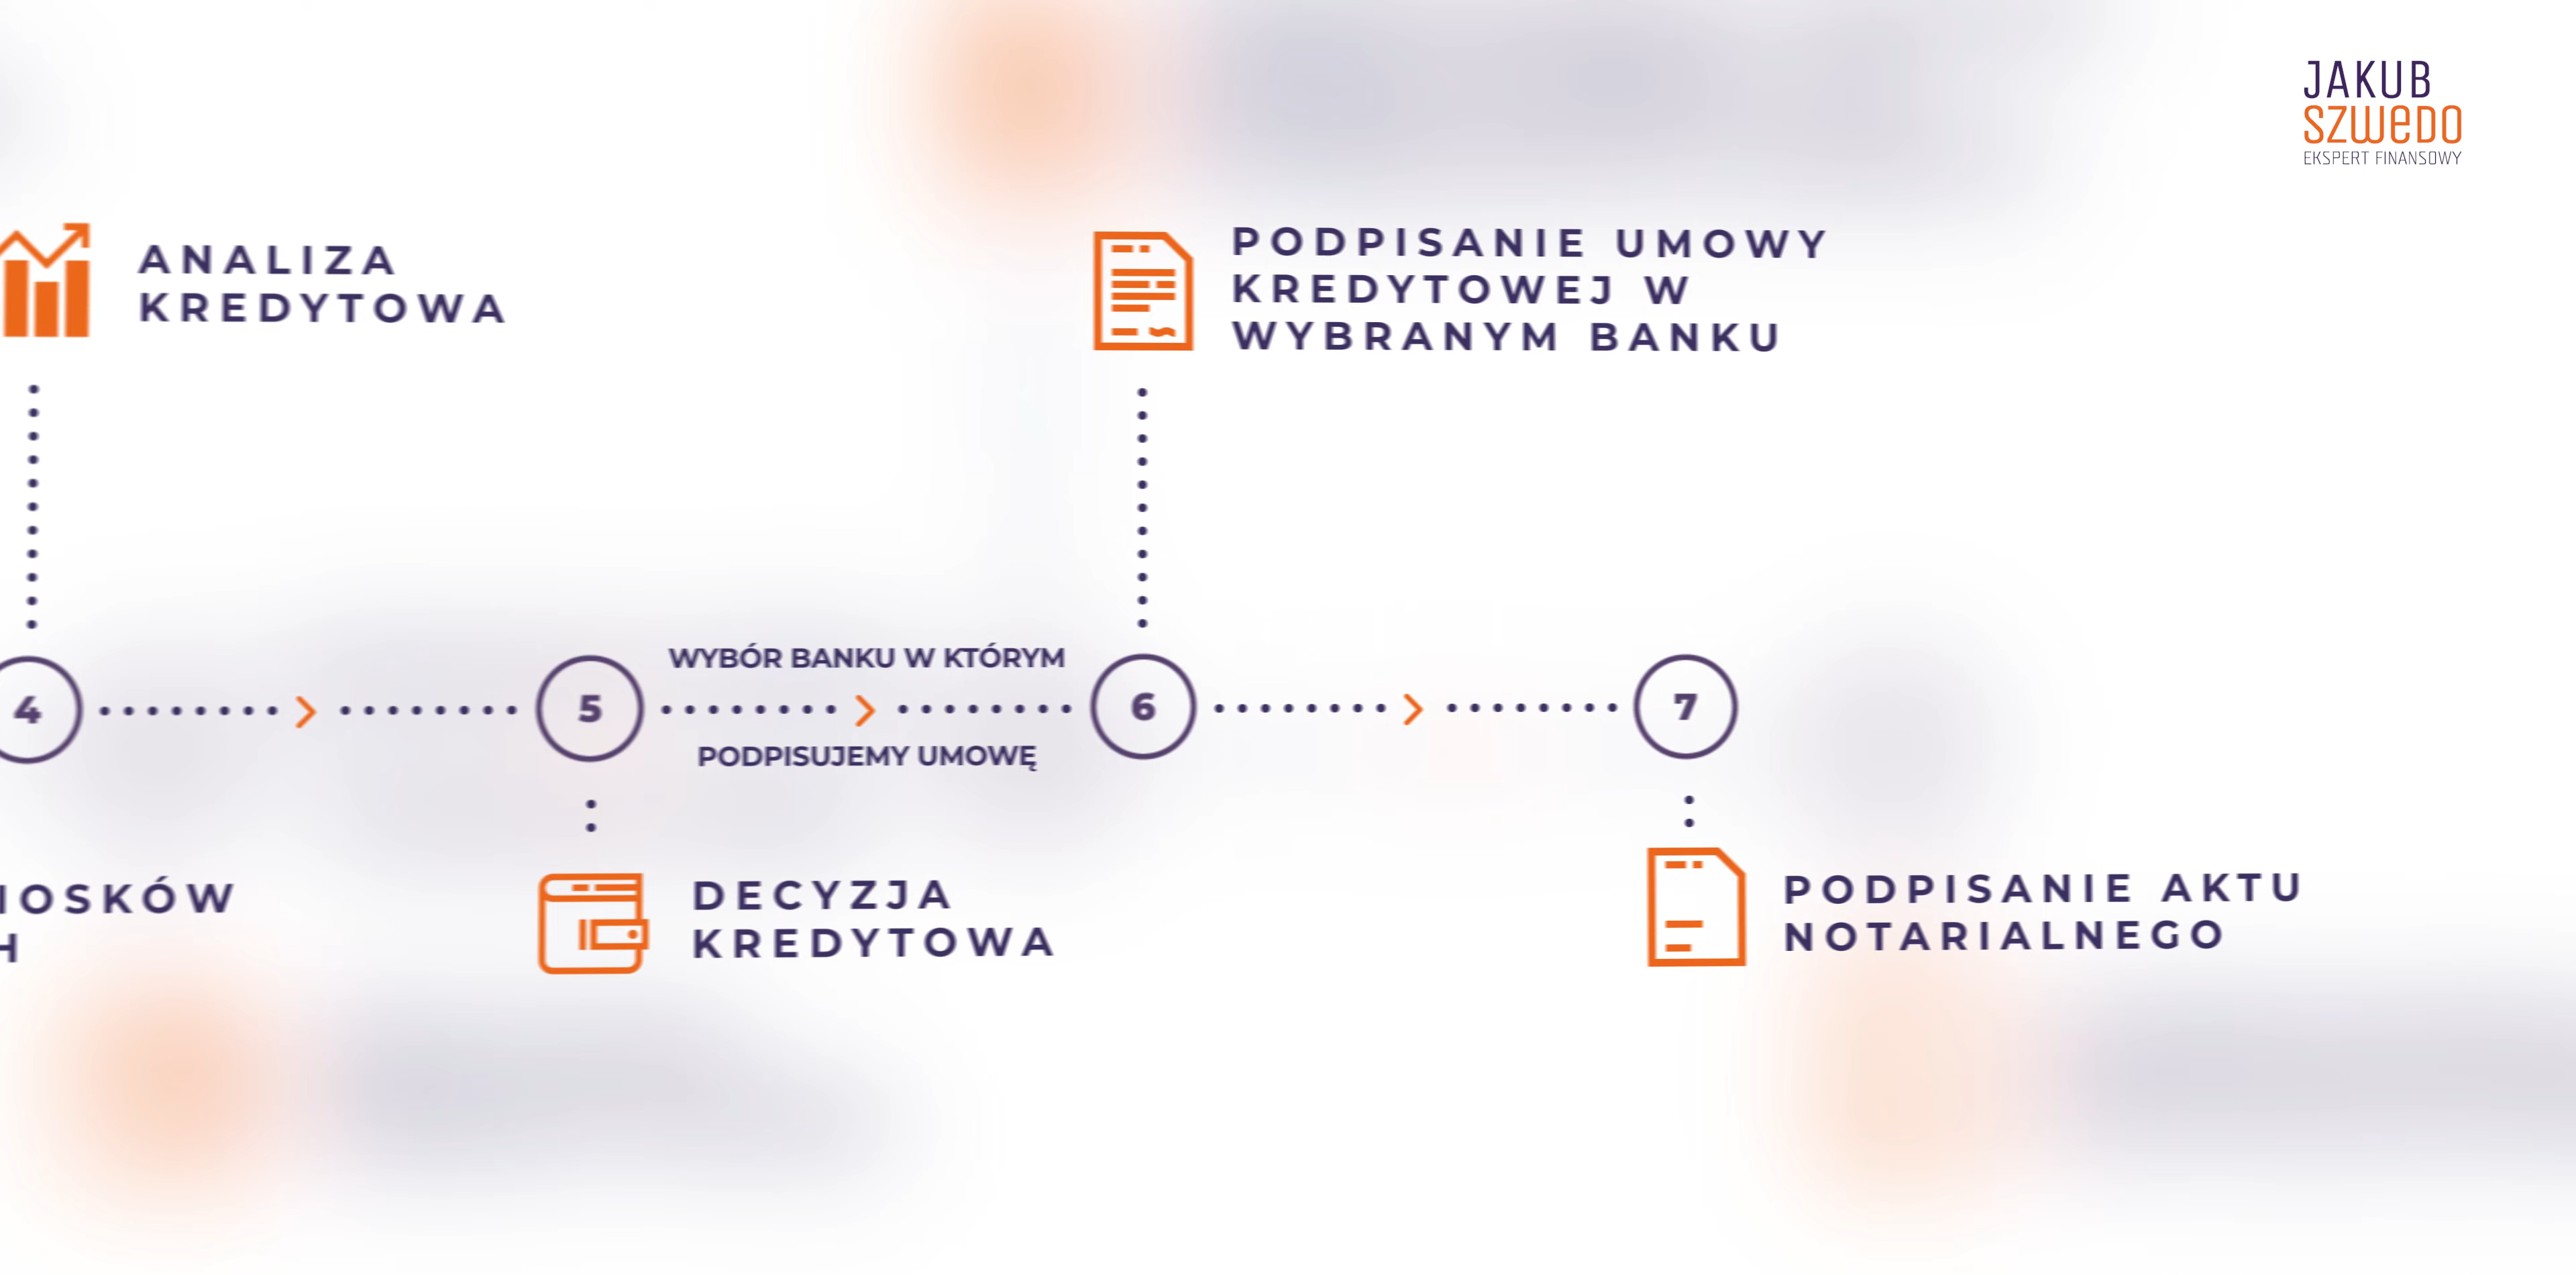 JAKUB
SZWEDO
EKSPERT FINANSOWY
ANALIZA
KREDYTOWA
PODPISANIE UMOWY
KREDYTOWEJ W
WYBRANYM BANKU
WYBÓR BANKU W KTÓRYM
4
5
6
7
PODPISUJEMY UMOWĘ
DECYZJA
KREDYTOWA
PODPISANIE AKTU
NOTARIALNEGO